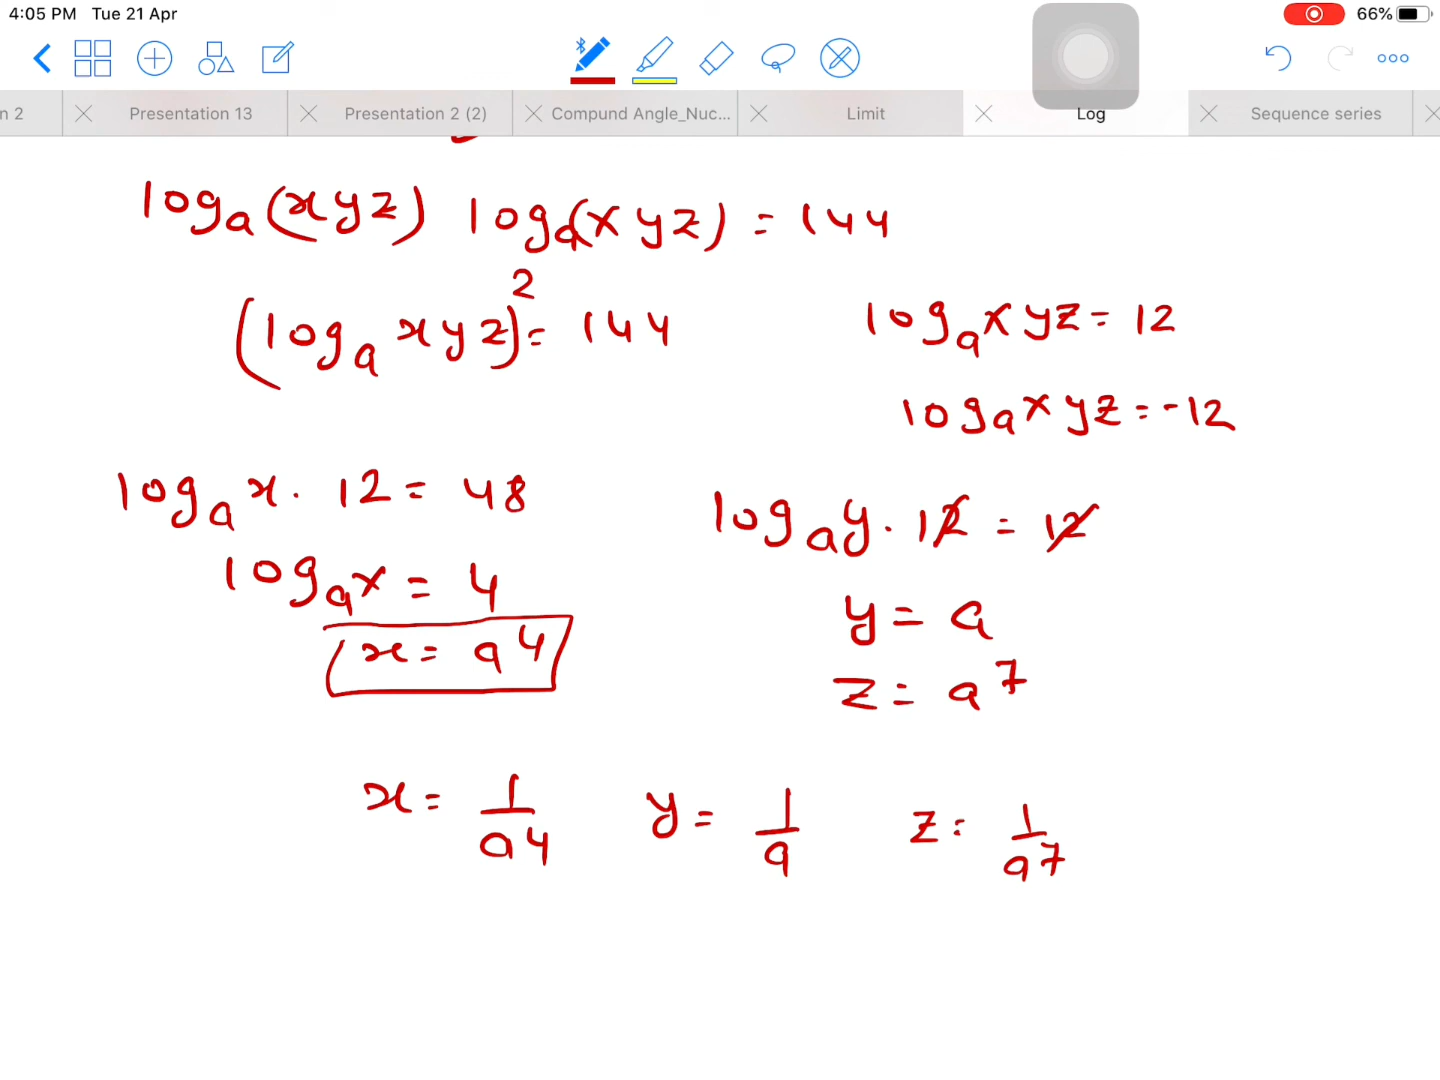 4:05 PM Tue 21 Apr 66%
n 2 Presentation 13 Presentation 2 (2) Compund Angle_Nuc... Limit Log Sequence series
logₐ(xyz) logₐ(xyz) = 144
(logₐ xyz)² = 144
logₐ xyz = 12
logₐ xyz = -12
logₐ x . 12 = 48
logₐ x = 4
x = a⁴
logₐ y . 12 = 12
y = a
z = a⁷
x = 1/a⁴ y = 1/a z = 1/a⁷